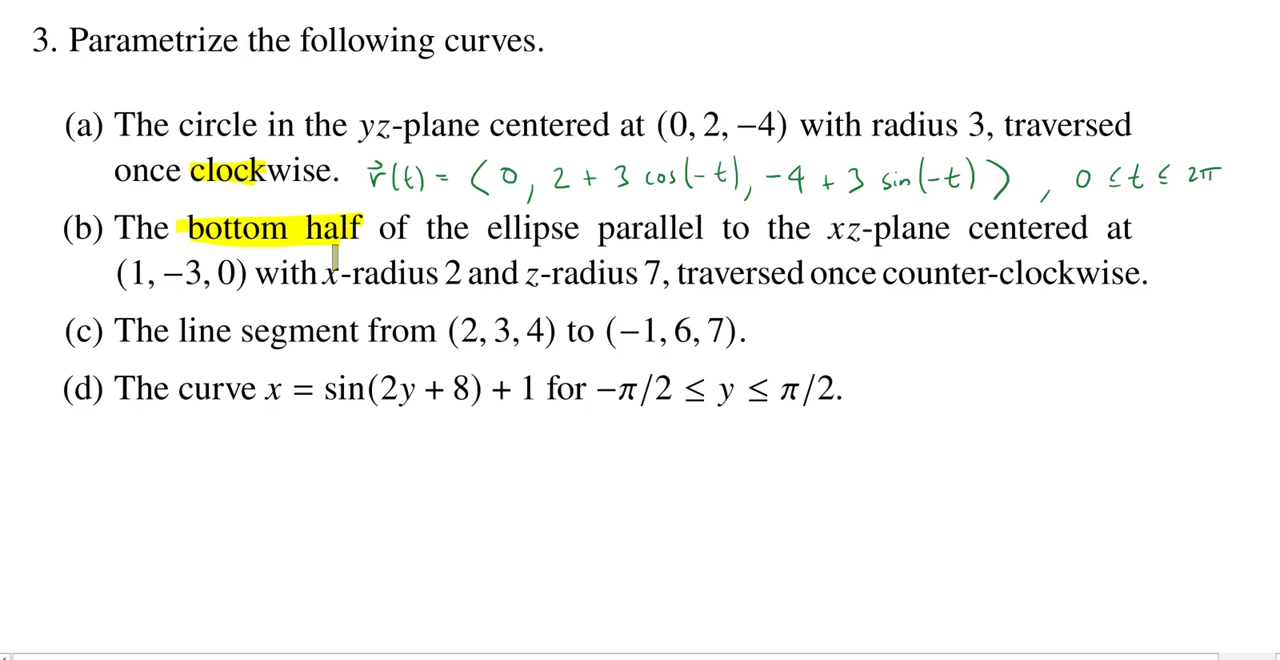 3. Parametrize the following curves.
(a) The circle in the yz-plane centered at (0, 2, −4) with radius 3, traversed
once clockwise. r⃗(t) = ⟨0, 2 + 3 cos(−t), −4 + 3 sin(−t)⟩, 0 ≤ t ≤ 2π
(b) The bottom half of the ellipse parallel to the xz-plane centered at
(1, −3, 0) with x-radius 2 and z-radius 7, traversed once counter-clockwise.
(c) The line segment from (2, 3, 4) to (−1, 6, 7).
(d) The curve x = sin(2y + 8) + 1 for −π/2 ≤ y ≤ π/2.